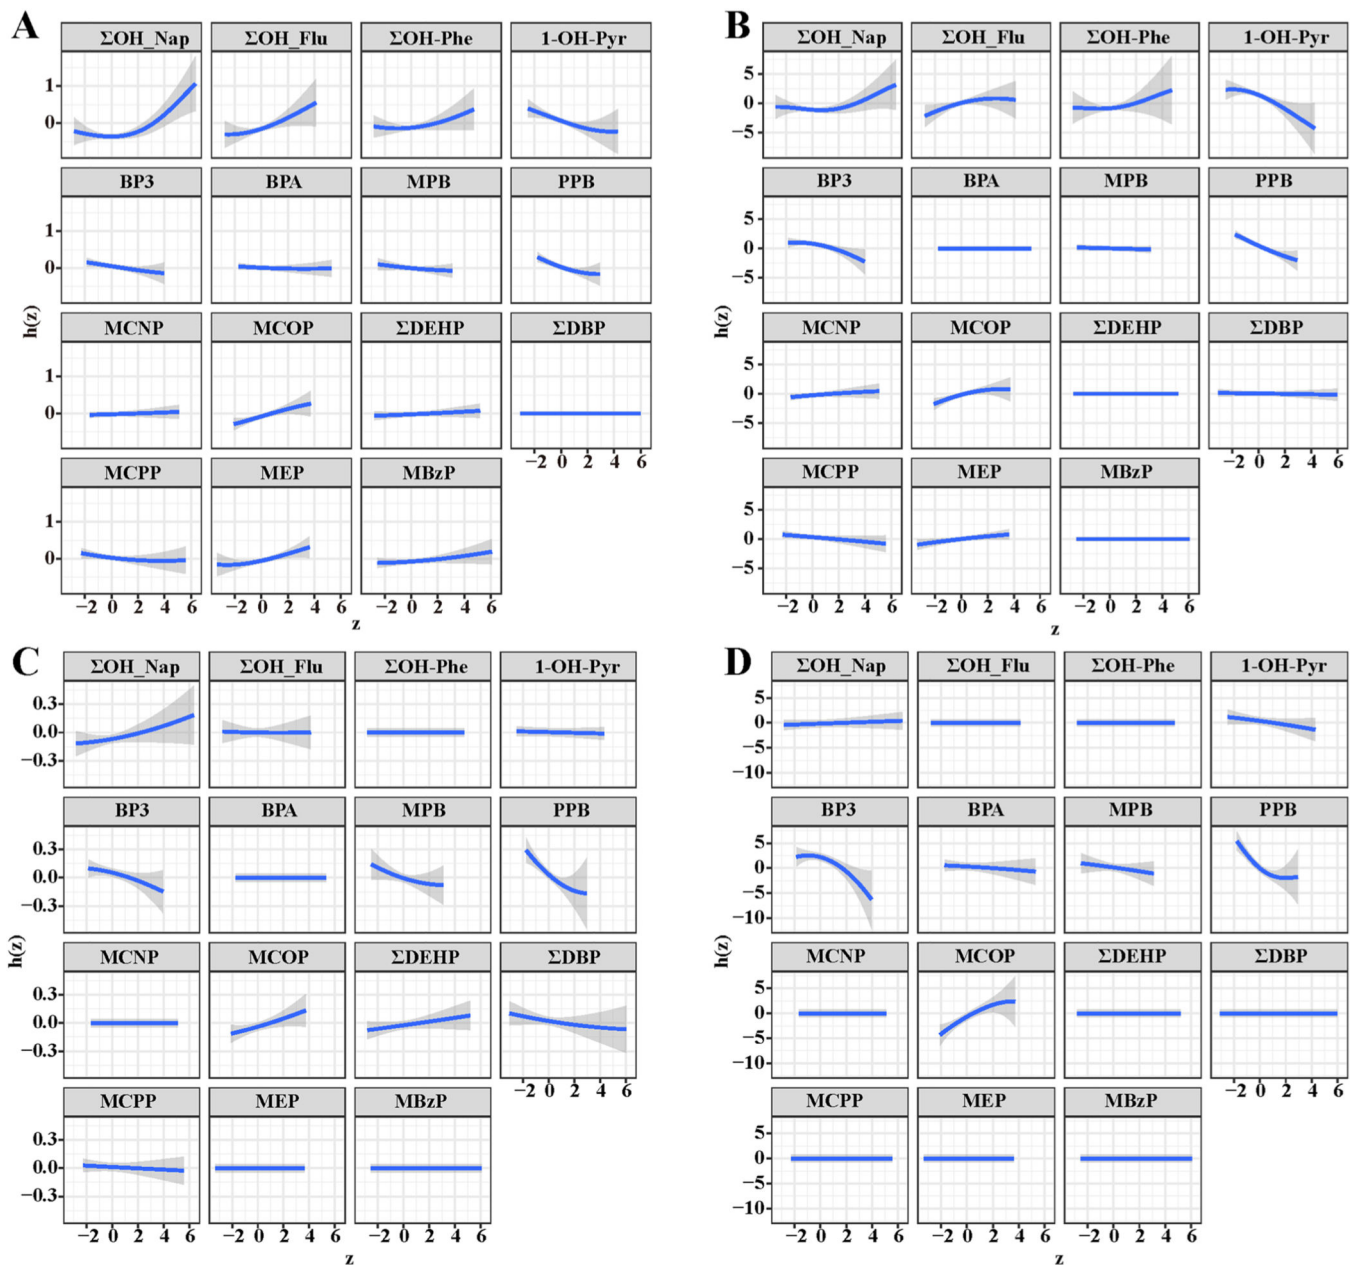 A
ΣOH_Nap ΣOH_Flu ΣOH-Phe 1-OH-Pyr
1
0
BP3 BPA MPB PPB
1
0
MCNP MCOP ΣDEHP ΣDBP
1
0
−2 0 2 4 6
MCPP MEP MBzP
1
0
−2 0 2 4 6 −2 0 2 4 6 −2 0 2 4 6
h(z)
z
B
ΣOH_Nap ΣOH_Flu ΣOH-Phe 1-OH-Pyr
5
0
−5
BP3 BPA MPB PPB
5
0
−5
MCNP MCOP ΣDEHP ΣDBP
5
0
−5
−2 0 2 4 6
MCPP MEP MBzP
5
0
−5
−2 0 2 4 6 −2 0 2 4 6 −2 0 2 4 6
h(z)
z
C
ΣOH_Nap ΣOH_Flu ΣOH-Phe 1-OH-Pyr
0.3
0.0
−0.3
BP3 BPA MPB PPB
0.3
0.0
−0.3
MCNP MCOP ΣDEHP ΣDBP
0.3
0.0
−0.3
−2 0 2 4 6
MCPP MEP MBzP
0.3
0.0
−0.3
−2 0 2 4 6 −2 0 2 4 6 −2 0 2 4 6
h(z)
z
D
ΣOH_Nap ΣOH_Flu ΣOH-Phe 1-OH-Pyr
5
0
−5
−10
BP3 BPA MPB PPB
5
0
−5
−10
MCNP MCOP ΣDEHP ΣDBP
5
0
−5
−10
−2 0 2 4 6
MCPP MEP MBzP
5
0
−5
−10
−2 0 2 4 6 −2 0 2 4 6 −2 0 2 4 6
h(z)
z